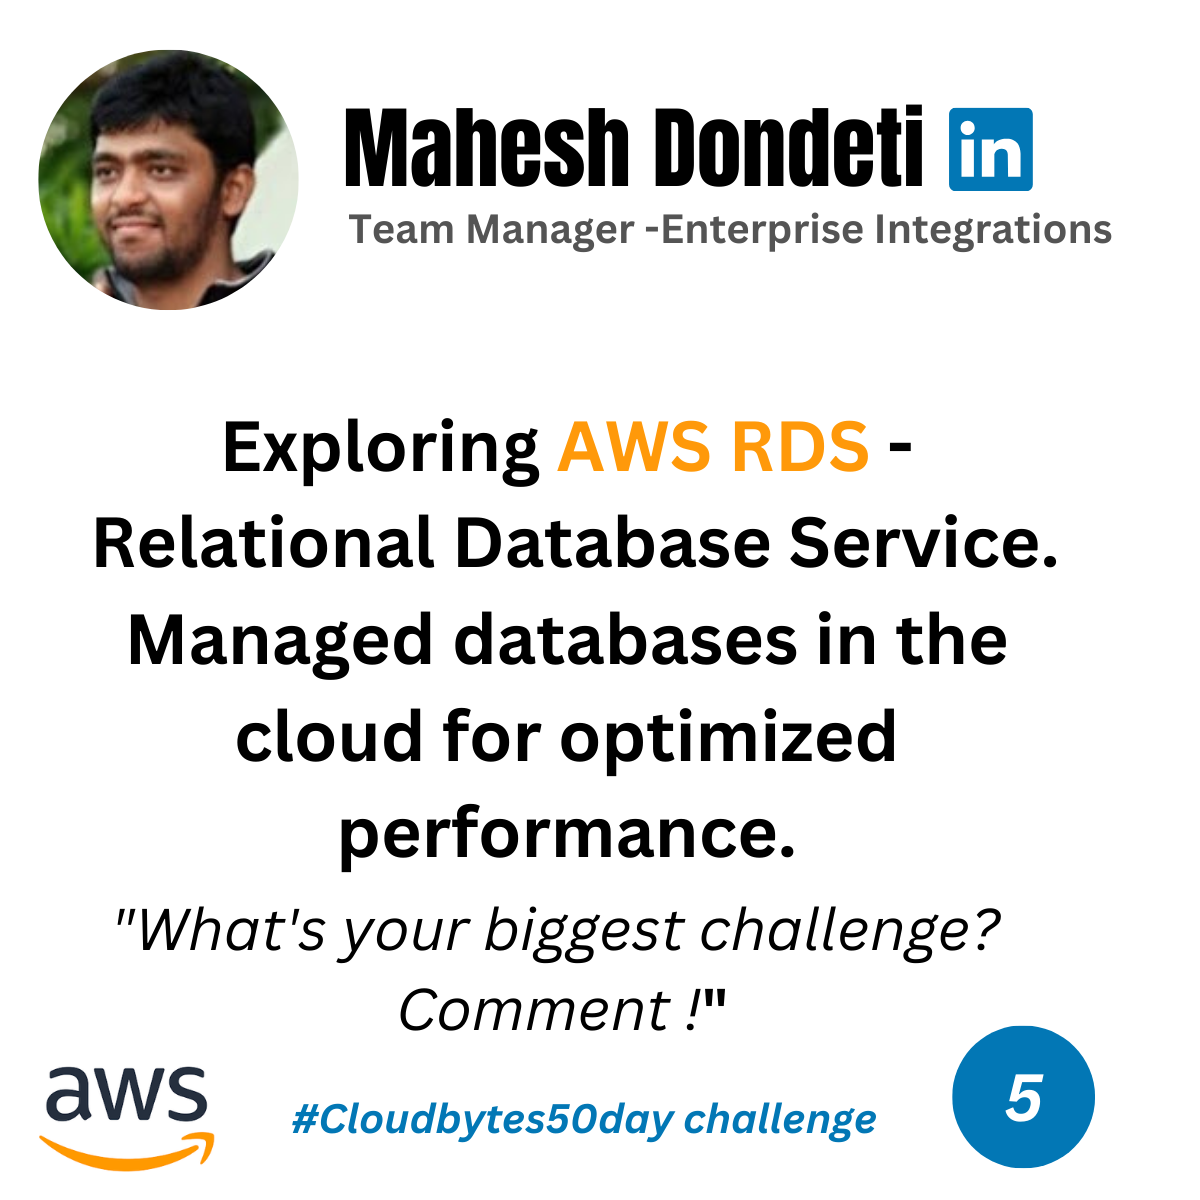 Mahesh Dondeti in
Team Manager -Enterprise Integrations
Exploring AWS RDS -
Relational Database Service.
Managed databases in the
cloud for optimized
performance.
"What's your biggest challenge?
Comment !"
aws
#Cloudbytes50day challenge
5